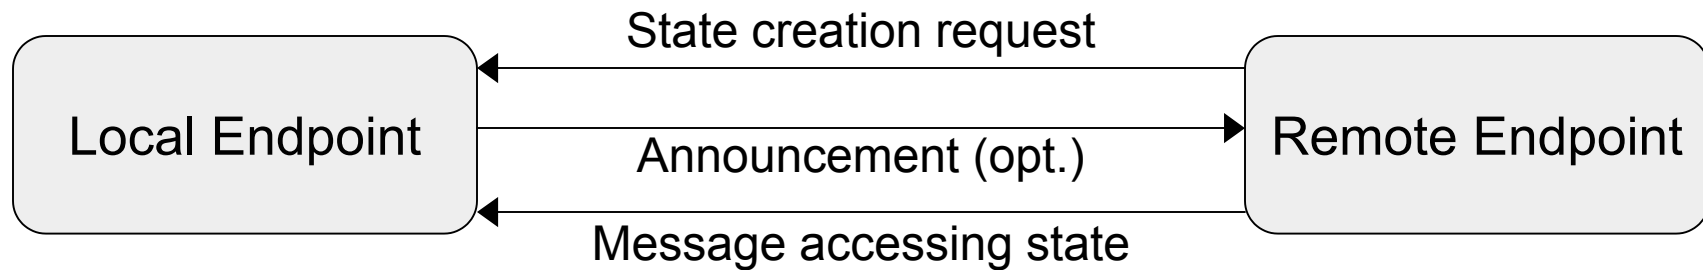 State creation request
Local Endpoint
Remote Endpoint
Announcement (opt.)
Message accessing state